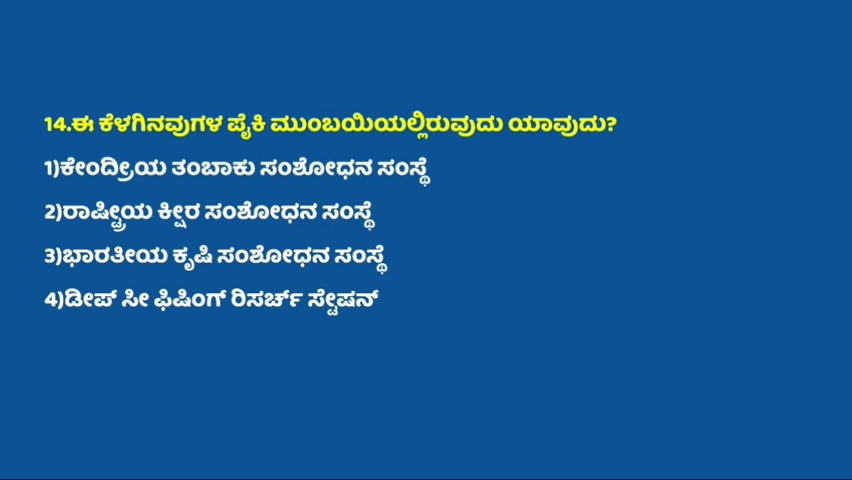 14.ಈ ಕೆಳಗಿನವುಗಳ ಪೈಕಿ ಮುಂಬಯಿಯಲ್ಲಿರುವುದು ಯಾವುದು?
1)ಕೇಂದ್ರೀಯ ತಂಬಾಕು ಸಂಶೋಧನ ಸಂಸ್ಥೆ
2)ರಾಷ್ಟ್ರೀಯ ಕ್ಷೀರ ಸಂಶೋಧನ ಸಂಸ್ಥೆ
3)ಭಾರತೀಯ ಕೃಷಿ ಸಂಶೋಧನ ಸಂಸ್ಥೆ
4)ಡೀಪ್ ಸೀ ಫಿಷಿಂಗ್ ರಿಸರ್ಚ್ ಸ್ಟೇಷನ್